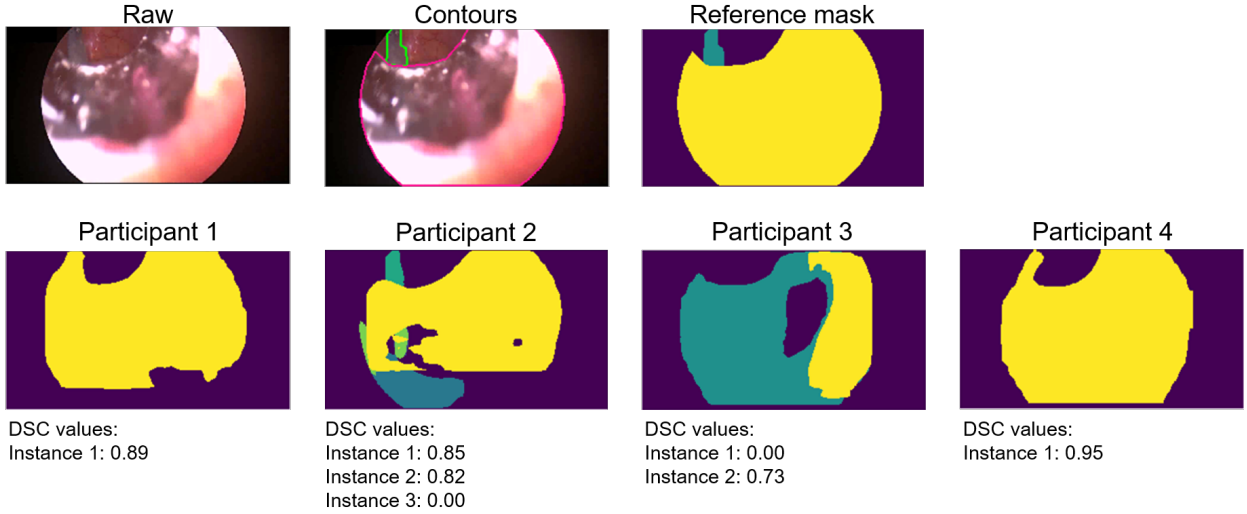 Raw
Contours
Reference mask
Participant 1
Participant 2
Participant 3
Participant 4
DSC values:
Instance 1: 0.89
DSC values:
Instance 1: 0.85
Instance 2: 0.82
Instance 3: 0.00
DSC values:
Instance 1: 0.00
Instance 2: 0.73
DSC values:
Instance 1: 0.95